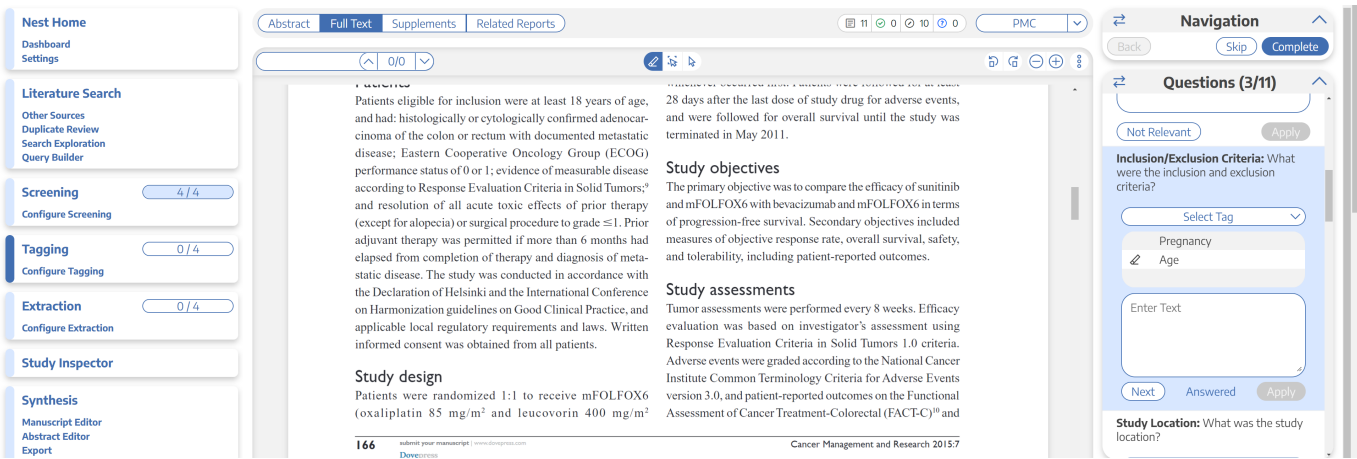 Nest Home
Dashboard
Settings
Literature Search
Other Sources
Duplicate Review
Search Exploration
Query Builder
Screening
4 / 4
Configure Screening
Tagging
0 / 4
Configure Tagging
Extraction
0 / 4
Configure Extraction
Study Inspector
Synthesis
Manuscript Editor
Abstract Editor
Export
Abstract
Full Text
Supplements
Related Reports
11
0
10
0
PMC
0/0
Patients
Patients eligible for inclusion were at least 18 years of age,
and had: histologically or cytologically confirmed adenocar-
cinoma of the colon or rectum with documented metastatic
disease; Eastern Cooperative Oncology Group (ECOG)
performance status of 0 or 1; evidence of measurable disease
according to Response Evaluation Criteria in Solid Tumors;⁹
and resolution of all acute toxic effects of prior therapy
(except for alopecia) or surgical procedure to grade ≤1. Prior
adjuvant therapy was permitted if more than 6 months had
elapsed from completion of therapy and diagnosis of meta-
static disease. The study was conducted in accordance with
the Declaration of Helsinki and the International Conference
on Harmonization guidelines on Good Clinical Practice, and
applicable local regulatory requirements and laws. Written
informed consent was obtained from all patients.
Study design
Patients were randomized 1:1 to receive mFOLFOX6
(oxaliplatin 85 mg/m² and leucovorin 400 mg/m²
whichever occurred first. Patients were followed for at least
28 days after the last dose of study drug for adverse events,
and were followed for overall survival until the study was
terminated in May 2011.
Study objectives
The primary objective was to compare the efficacy of sunitinib
and mFOLFOX6 with bevacizumab and mFOLFOX6 in terms
of progression-free survival. Secondary objectives included
measures of objective response rate, overall survival, safety,
and tolerability, including patient-reported outcomes.
Study assessments
Tumor assessments were performed every 8 weeks. Efficacy
evaluation was based on investigator's assessment using
Response Evaluation Criteria in Solid Tumors 1.0 criteria.
Adverse events were graded according to the National Cancer
Institute Common Terminology Criteria for Adverse Events
version 3.0, and patient-reported outcomes on the Functional
Assessment of Cancer Treatment-Colorectal (FACT-C)¹⁰ and
166
submit your manuscript | www.dovepress.com
Dovepress
Cancer Management and Research 2015:7
Navigation
Back
Skip
Complete
Questions (3/11)
Not Relevant
Apply
Inclusion/Exclusion Criteria: What
were the inclusion and exclusion
criteria?
Select Tag
Pregnancy
Age
Enter Text
Next
Answered
Apply
Study Location: What was the study
location?